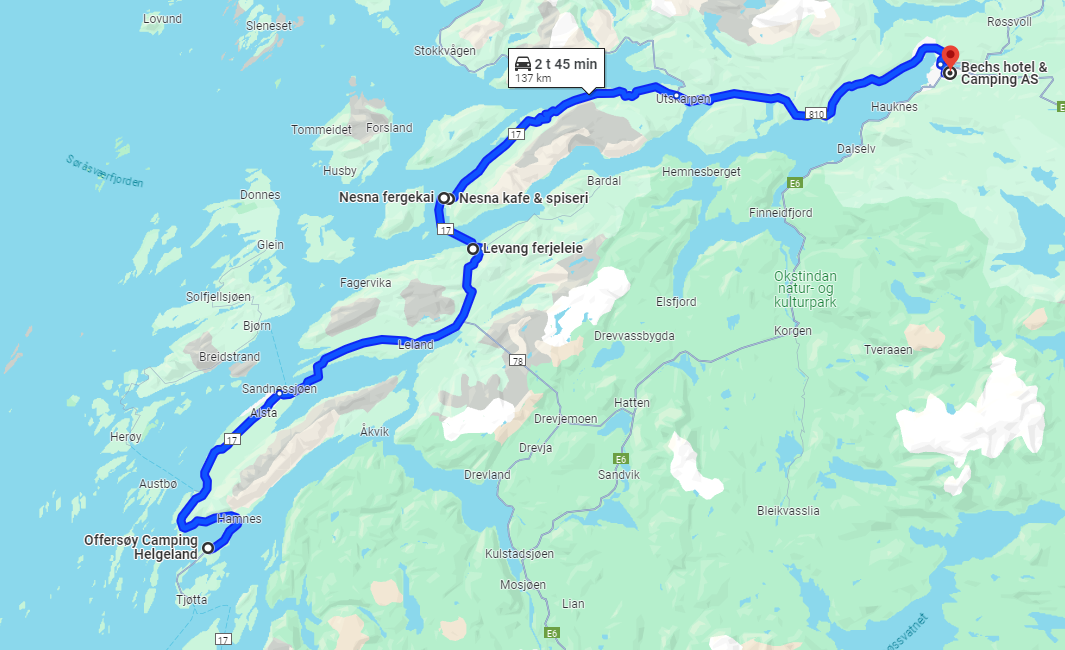 Lovund
Sleneset
Røssvoll
Stokkvågen
2 t 45 min
137 km
Bechs hotel &
Camping AS
Utskarpen
Hauknes
810
E
Tommeidet
Forsland
17
Dalselv
Søråsværfjorden
Husby
Hemnesberget
Bardal
E6
Donnes
Nesna fergekai
Nesna kafe & spiseri
Finneidfjord
17
Glein
Levang ferjeleie
Fagervika
Okstindan
natur- og
kulturpark
Solfjellsjøen
Elsfjord
Bjørn
Korgen
Leland
Drevvassbygda
Breidstrand
78
Tveraaen
Sandnessjøen
Hatten
Alsta
Herøy
17
Åkvik
Drevjemoen
Drevja
E6
Austbø
Drevland
Sandvik
Hamnes
Bleikvasslia
Offersøy Camping
Helgeland
Kulstadsjøen
Mosjøen
Tjøtta
Lian
17
E6
essvatnet